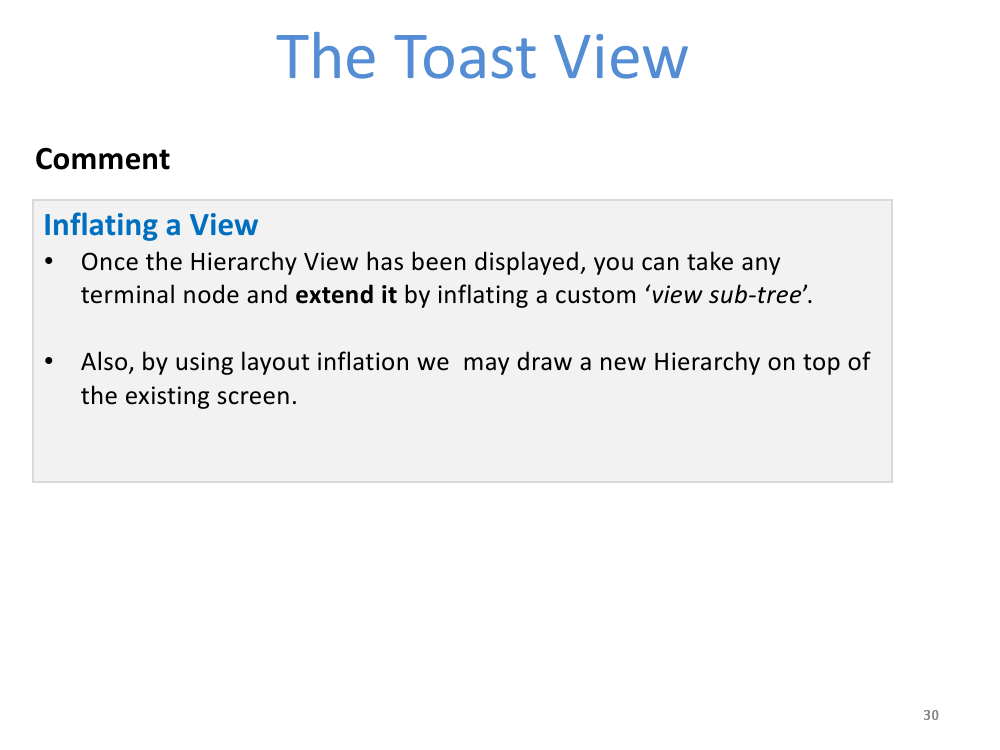 The Toast View
Comment
Inflating a View
• Once the Hierarchy View has been displayed, you can take any
terminal node and extend it by inflating a custom ‘view sub-tree’.
• Also, by using layout inflation we  may draw a new Hierarchy on top of
the existing screen.
30